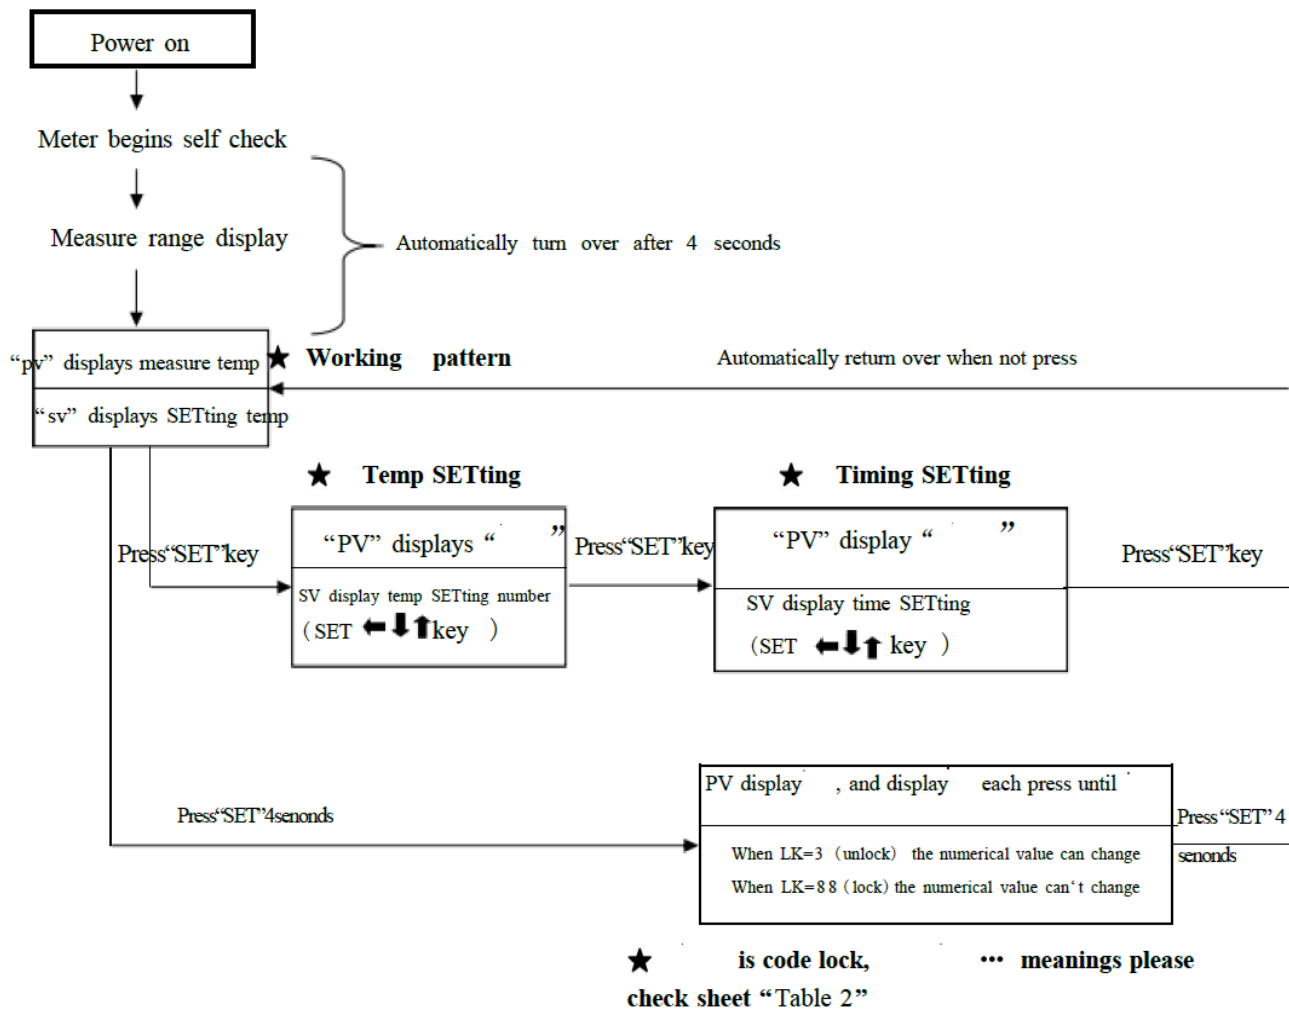 Power on
Meter begins self check
Measure range display
Automatically turn over after 4 seconds
“pv” displays measure temp
★ Working pattern
Automatically return over when not press
“sv” displays SETting temp
★ Temp SETting
★ Timing SETting
Press“SET”key
“PV” displays “ ”
Press“SET”key
“PV” display “ ”
Press“SET”key
SV display temp SETting number
(SET ←↓↑key )
SV display time SETting
(SET ←↓↑ key )
PV display , and display each press until
Press“SET”4senonds
Press“SET”4
senonds
When LK=3 (unlock) the numerical value can change
When LK=88(lock)the numerical value can‘t change
★ is code lock, ··· meanings please
check sheet “Table 2”